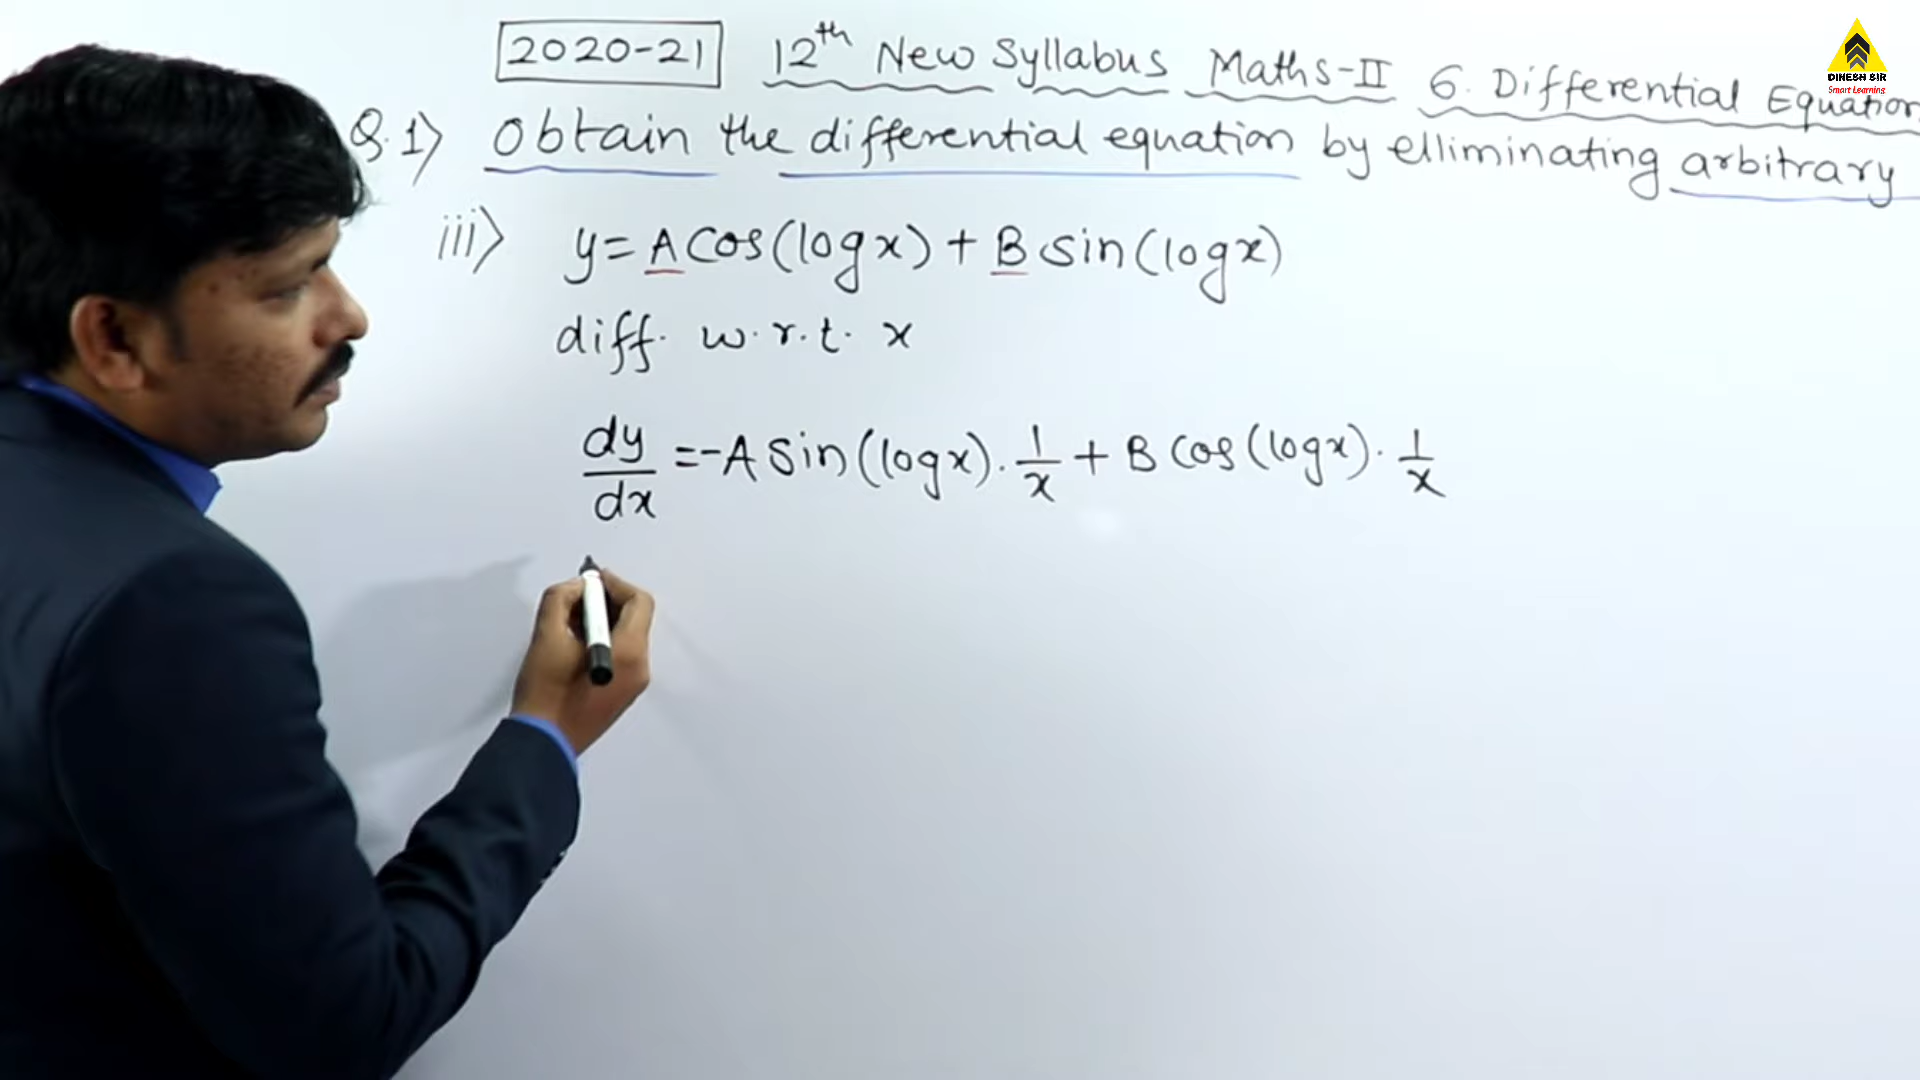 2020-21 12th New Syllabus Maths-II 6. Differential Equation
Q.1) Obtain the differential equation by elliminating arbitrary
iii) y = A cos(log x) + B sin(log x)
diff. w.r.t. x
dy/dx = -A sin(log x) . 1/x + B cos(log x) . 1/x
DINESH SIR
Smart Learning